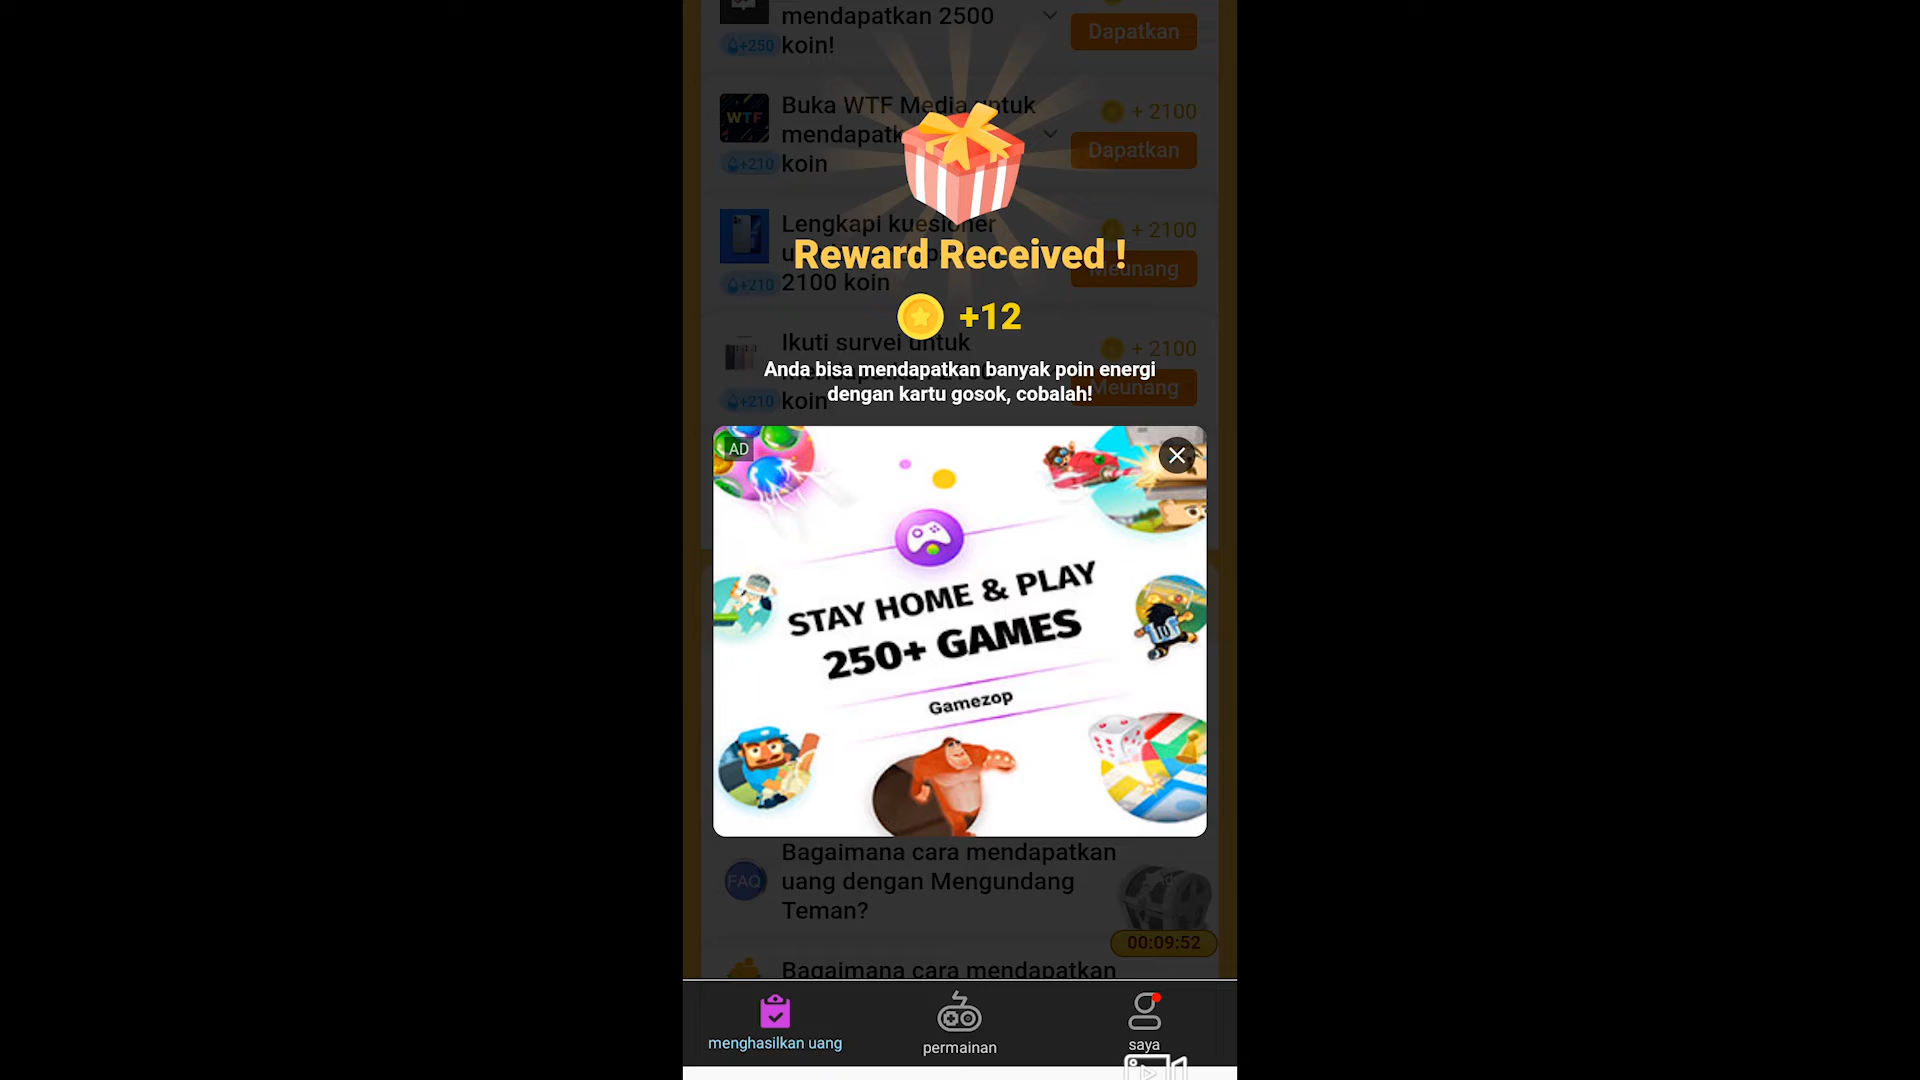 mendapatkan 2500
koin!
+250
Dapatkan
Buka WTF Media untuk
mendapatk
koin
WTF
+210
+ 2100
Dapatkan
Lengkapi kuesioner
2100 koin
+210
+ 2100
Meunang
Reward Received !
+12
Ikuti survei untuk
koin
+210
+ 2100
Meunang
Anda bisa mendapatkan banyak poin energi
dengan kartu gosok, cobalah!
AD
STAY HOME & PLAY
250+ GAMES
Gamezop
10
FAQ
Bagaimana cara mendapatkan
uang dengan Mengundang
Teman?
00:09:52
Bagaimana cara mendapatkan
menghasilkan uang
permainan
saya